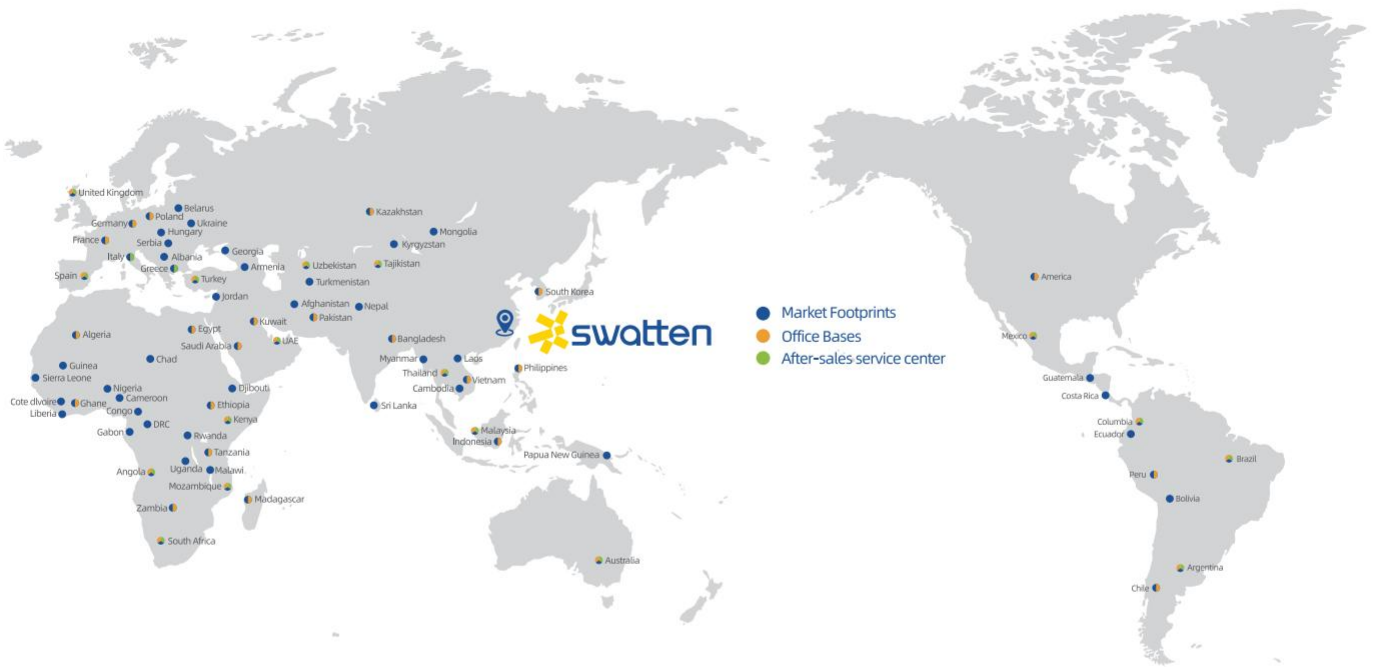 United Kingdom
Belarus
Poland
Germany
Ukraine
Hungary
France
Serbia
Georgia
Italy
Albania
Greece
Armenia
Spain
Turkey
Jordan
Kazakhstan
Mongolia
Kyrgyzstan
Uzbekistan
Tajikistan
Turkmenistan
Afghanistan
Nepal
Pakistan
South Korea
Kuwait
Egypt
Algeria
Saudi Arabia
UAE
Bangladesh
swatten
Market Footprints
Office Bases
After-sales service center
Guinea
Chad
Myanmar
Laos
Sierra Leone
Thailand
Philippines
Vietnam
Nigeria
Djibouti
Cambodia
Cote dIvoire
Ghane
Cameroon
Ethiopia
Sri Lanka
Liberia
Congo
Kenya
DRC
Gabon
Rwanda
Malaysia
Indonesia
Tanzania
Papua New Guinea
Uganda
Malawi
Angola
Mozambique
Madagascar
Zambia
South Africa
Australia
America
Mexico
Guatemala
Costa Rica
Columbia
Ecuador
Brazil
Peru
Bolivia
Argentina
Chile